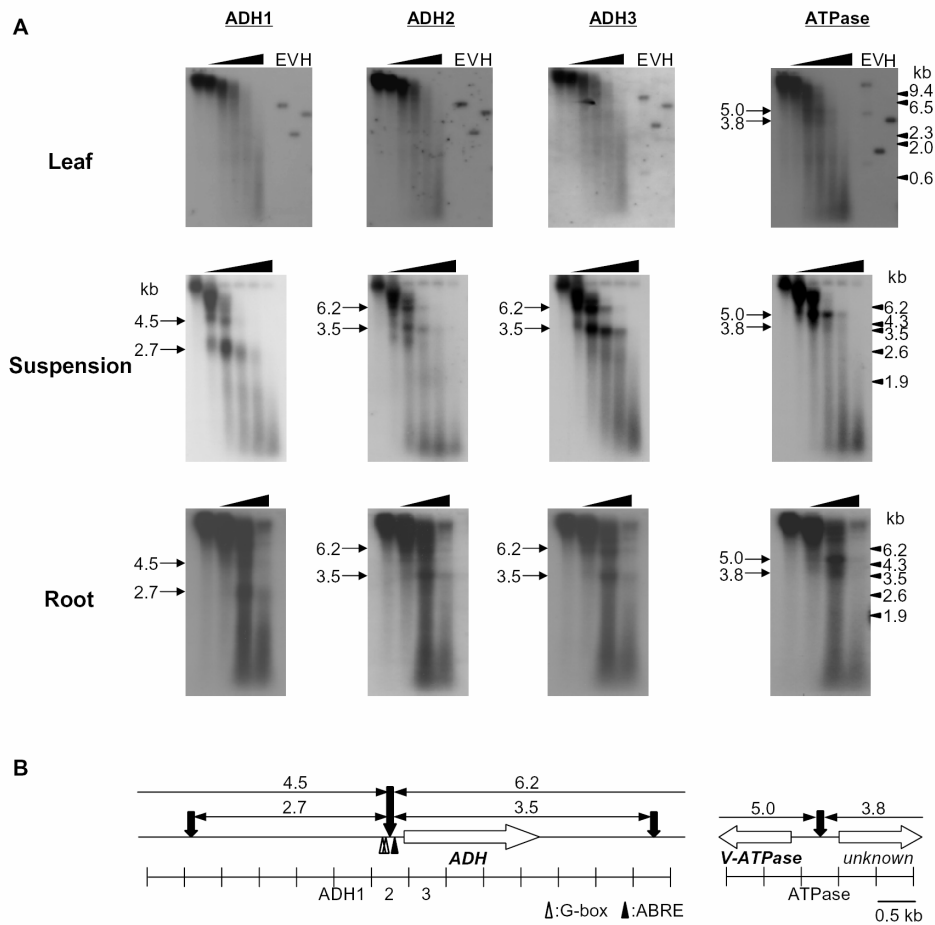 A
ADH1 ADH2 ADH3 ATPase
EVH EVH EVH EVH
kb
9.4
6.5
5.0
3.8
2.3
2.0
0.6
Leaf
kb
4.5
2.7
6.2
3.5
6.2
3.5
5.0
3.8
kb
6.2
4.3
3.5
2.6
1.9
Suspension
4.5
2.7
6.2
3.5
6.2
3.5
5.0
3.8
kb
6.2
4.3
3.5
2.6
1.9
Root
B
4.5 6.2
2.7 3.5
5.0 3.8
ADH
V-ATPase unknown
ADH1 2 3
ATPase
:G-box :ABRE
0.5 kb